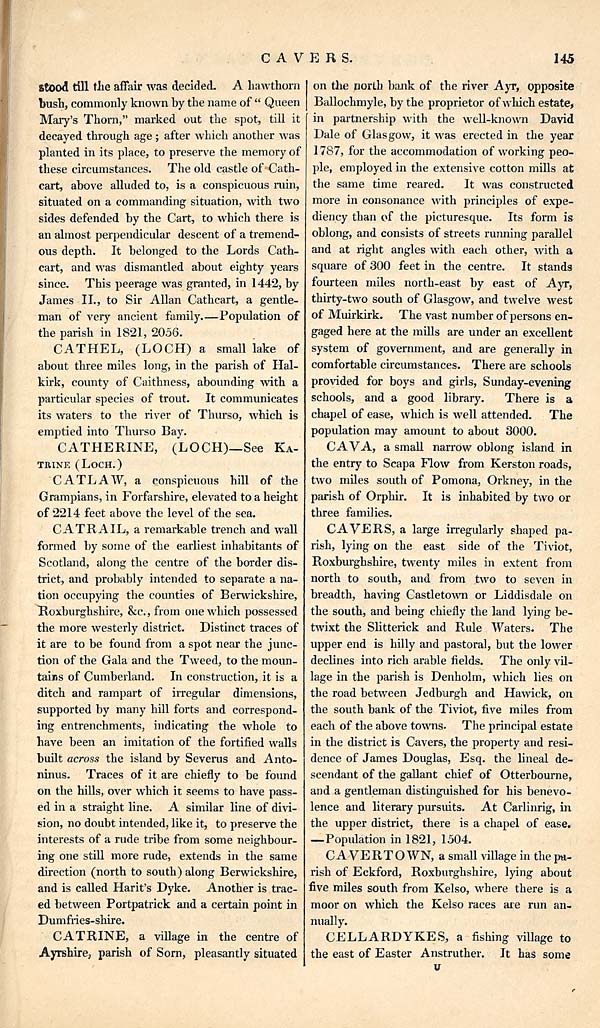 CAVERS.
145
stood till the affair was decided. A hawthorn
bush, commonly known by the name of “ Queen
Mary's Thorn,” marked out the spot, till it
decayed through age ; after which another was
planted in its place, to preserve the memory of
these circumstances. The old castle of Cath-
cart, above alluded to, is a conspicuous ruin,
situated on a commanding situation, with two
sides defended by the Cart, to which there is
an almost perpendicular descent of a tremend-
ous depth. It belonged to the Lords Cath-
cart, and was dismantled about eighty years
since. This peerage was granted, in 1442, by
James II., to Sir Allan Cathcart, a gentle-
man of very ancient family.—Population of
the parish in 1821, 2056.
CATHEL, (LOCH) a small lake of
about three miles long, in the parish of Hal-
kirk, county of Caithness, abounding with a
particular species of trout. It communicates
its waters to the river of Thurso, which is
emptied into Thurso Bay.
CATHERINE, (LOCH)—See KA-
TRINE (LOCH.)
CATLAW, a conspicuous hill of the
Grampians, in Forfarshire, elevated to a height
of 2214 feet above the level of the sea.
CATRAIL, a remarkable trench and wall
formed by some of the earliest inhabitants of
Scotland, along the centre of the border dis-
trict, and probably intended to separate a na-
tion occupying the counties of Berwickshire,
Roxburghshire, &c., from one which possessed
the more westerly district. Distinct traces of
it are to be found from a spot near the junc-
tion of the Gala and the Tweed, to the moun-
tains of Cumberland. In construction, it is a
ditch and rampart of irregular dimensions,
supported by many hill forts and correspond-
ing entrenchments, indicating the whole to
have been an imitation of the fortified walls
built across the island by Severus and Anto-
ninus. Traces of it are chiefly to be found
on the hills, over which it seems to have pass-
ed in a straight line. A similar line of divi-
sion, no doubt intended, like it, to preserve the
interests of a rude tribe from some neighbour-
ing one still more rude, extends in the same
direction (north to south) along Berwickshire,
and is called Harit's Dyke. Another is trac-
ed between Portpatrick and a certain point in
Dumfries-shire.
CATRINE, a village in the centre of
Ayrshire, parish of Sorn, pleasantly situated
on the north bank of the river Ayr, opposite
Ballochmyle, by the proprietor of which estate,
in partnership with the well-known David
Dale of Glasgow, it was erected in the year
1787, for the accommodation of working peo-
ple, employed in the extensive cotton mills at
the same time reared. It was constructed
more in consonance with principles of expe-
diency than of the picturesque. Its form is
oblong, and consists of streets running parallel
and at right angles with each other, with a
square of 300 feet in the centre. It stands
fourteen miles north-east by east of Ayr,
thirty-two south of Glasgow, and twelve west
of Muirkirk. The vast number of persons en-
gaged here at the mills are under an excellent
system of government, and are generally in
comfortable circumstances. There are schools
provided for boys and girls, Sunday-evening
schools, and a good library. There is a
chapel of ease, which is well attended. The
population may amount to about 3000.
CAVA, a small narrow oblong island in
the entry to Scapa Flow from Kerston roads,
two miles south of Pomona, Orkney, in the
parish of Orphir. It is inhabited by two or
three families.
CAVERS, a large irregularly shaped pa-
rish, lying on the east side of the Tiviot,
Roxburghshire, twenty miles in extent from
north to south, and from two to seven in
breadth, having Castletown or Liddisdale on
the south, and being chiefly the land lying be-
twixt the Slitterick and Rule Waters. The
upper end is hilly and pastoral, but the lower
declines into rich arable fields. The only vil-
lage in the parish is Denholm, which lies on
the road between Jedburgh and Hawick, on
the south bank of the Tiviot, five miles from
each of the above towns. The principal estate
in the district is Cavers, the property and resi-
dence of James Douglas, Esq. the lineal de-
scendant of the gallant chief of Otterbourne,
and a gentleman distinguished for his benevo-
lence and literary pursuits. At Carlinrig, in
the upper district, there is a chapel of ease.
—Population in 1821, 1504.
CAVERTOWN, a small village in the pa-
rish of Eckford, Roxburghshire, lying about
five miles south from Kelso, where there is a
moor on which the Kelso races are run an-
nually.
CELLARDYKES, a fishing village to
the east of Easter Anstruther. It has some
U